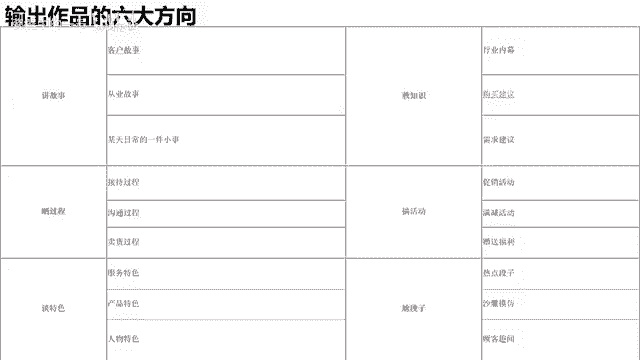 输出作品的六大方向
讲故事
客户故事
从业故事
某天日常的一件小事
教知识
行业内幕
购买建议
需求建议
晒过程
接待过程
沟通过程
卖货过程
搞活动
促销活动
满减活动
赠送福利
谈特色
服务特色
产品特色
人物特色
施段子
热点段子
沙雕模仿
顾客趣问